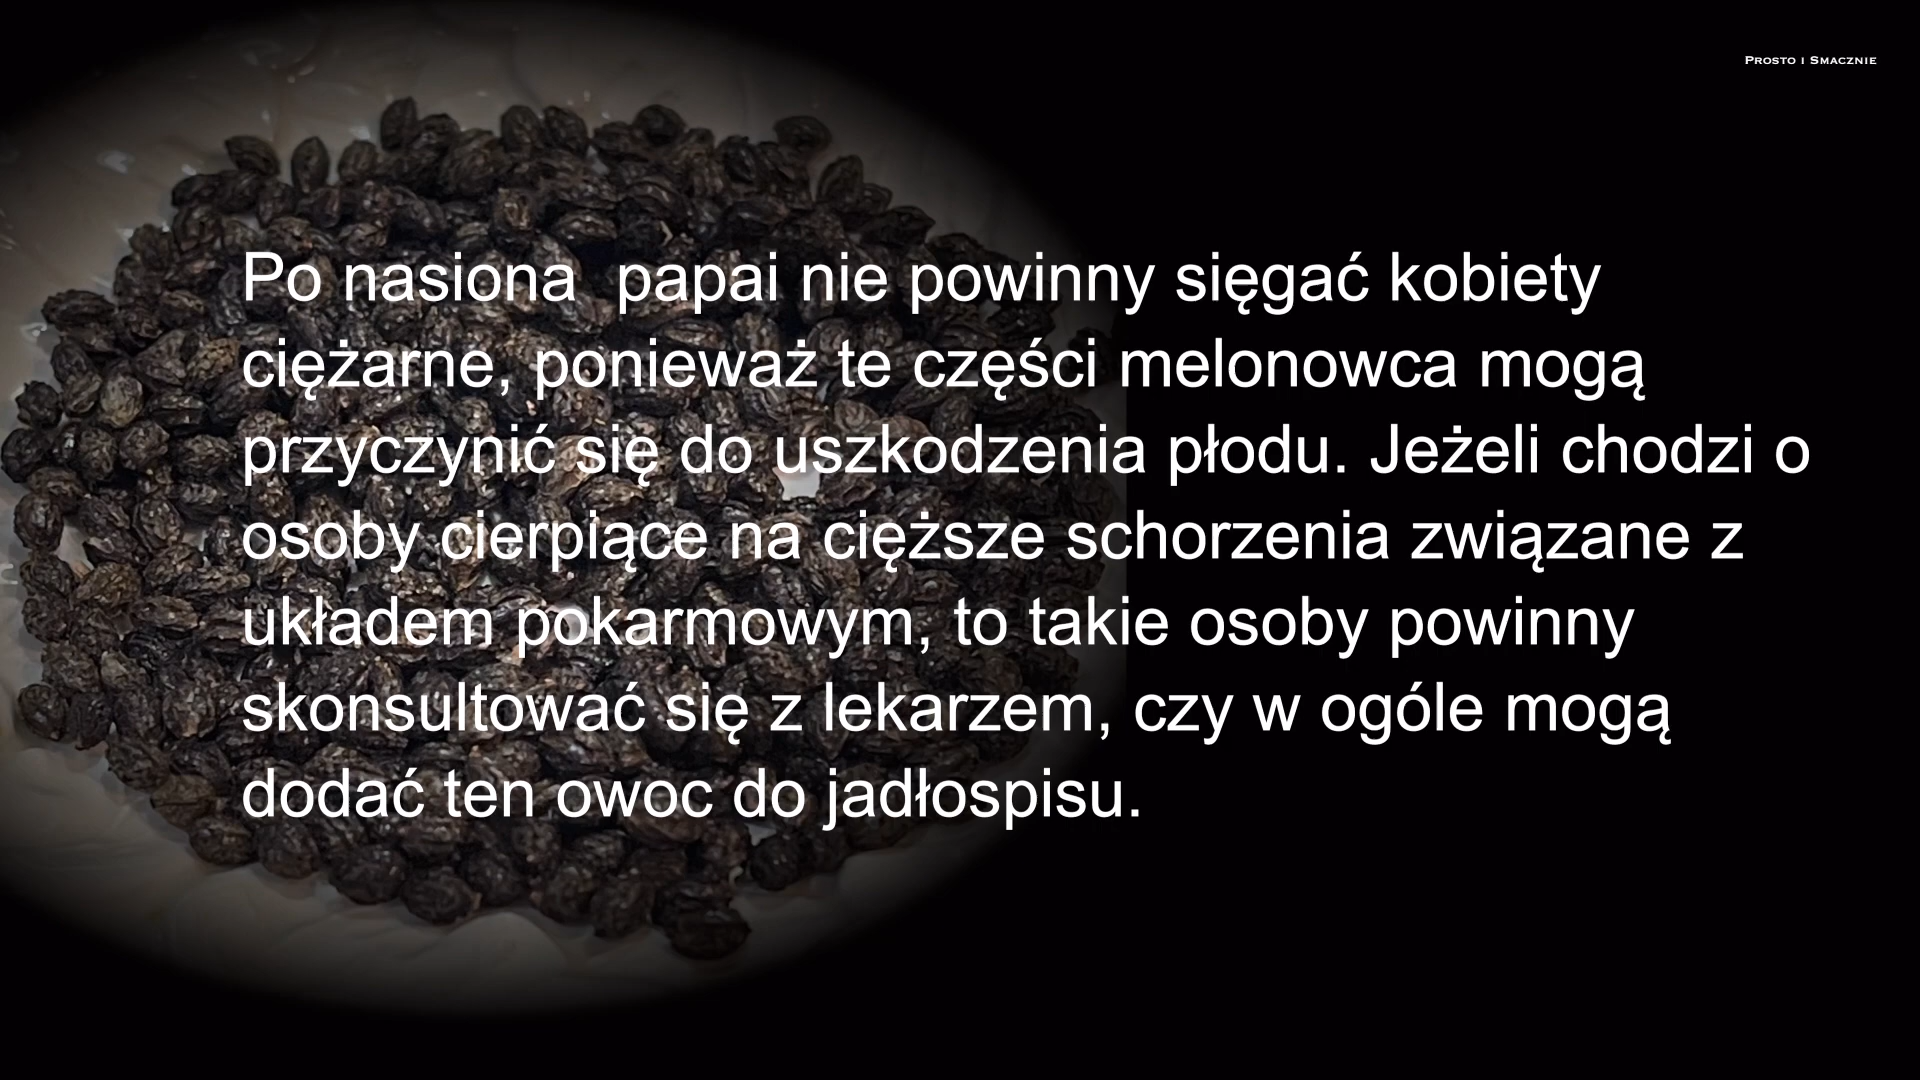 Prosto i Smacznie
Po nasiona  papai nie powinny sięgać kobiety
ciężarne, ponieważ te części melonowca mogą
przyczynić się do uszkodzenia płodu. Jeżeli chodzi o
osoby cierpiące na cięższe schorzenia związane z
układem pokarmowym, to takie osoby powinny
skonsultować się z lekarzem, czy w ogóle mogą
dodać ten owoc do jadłospisu.